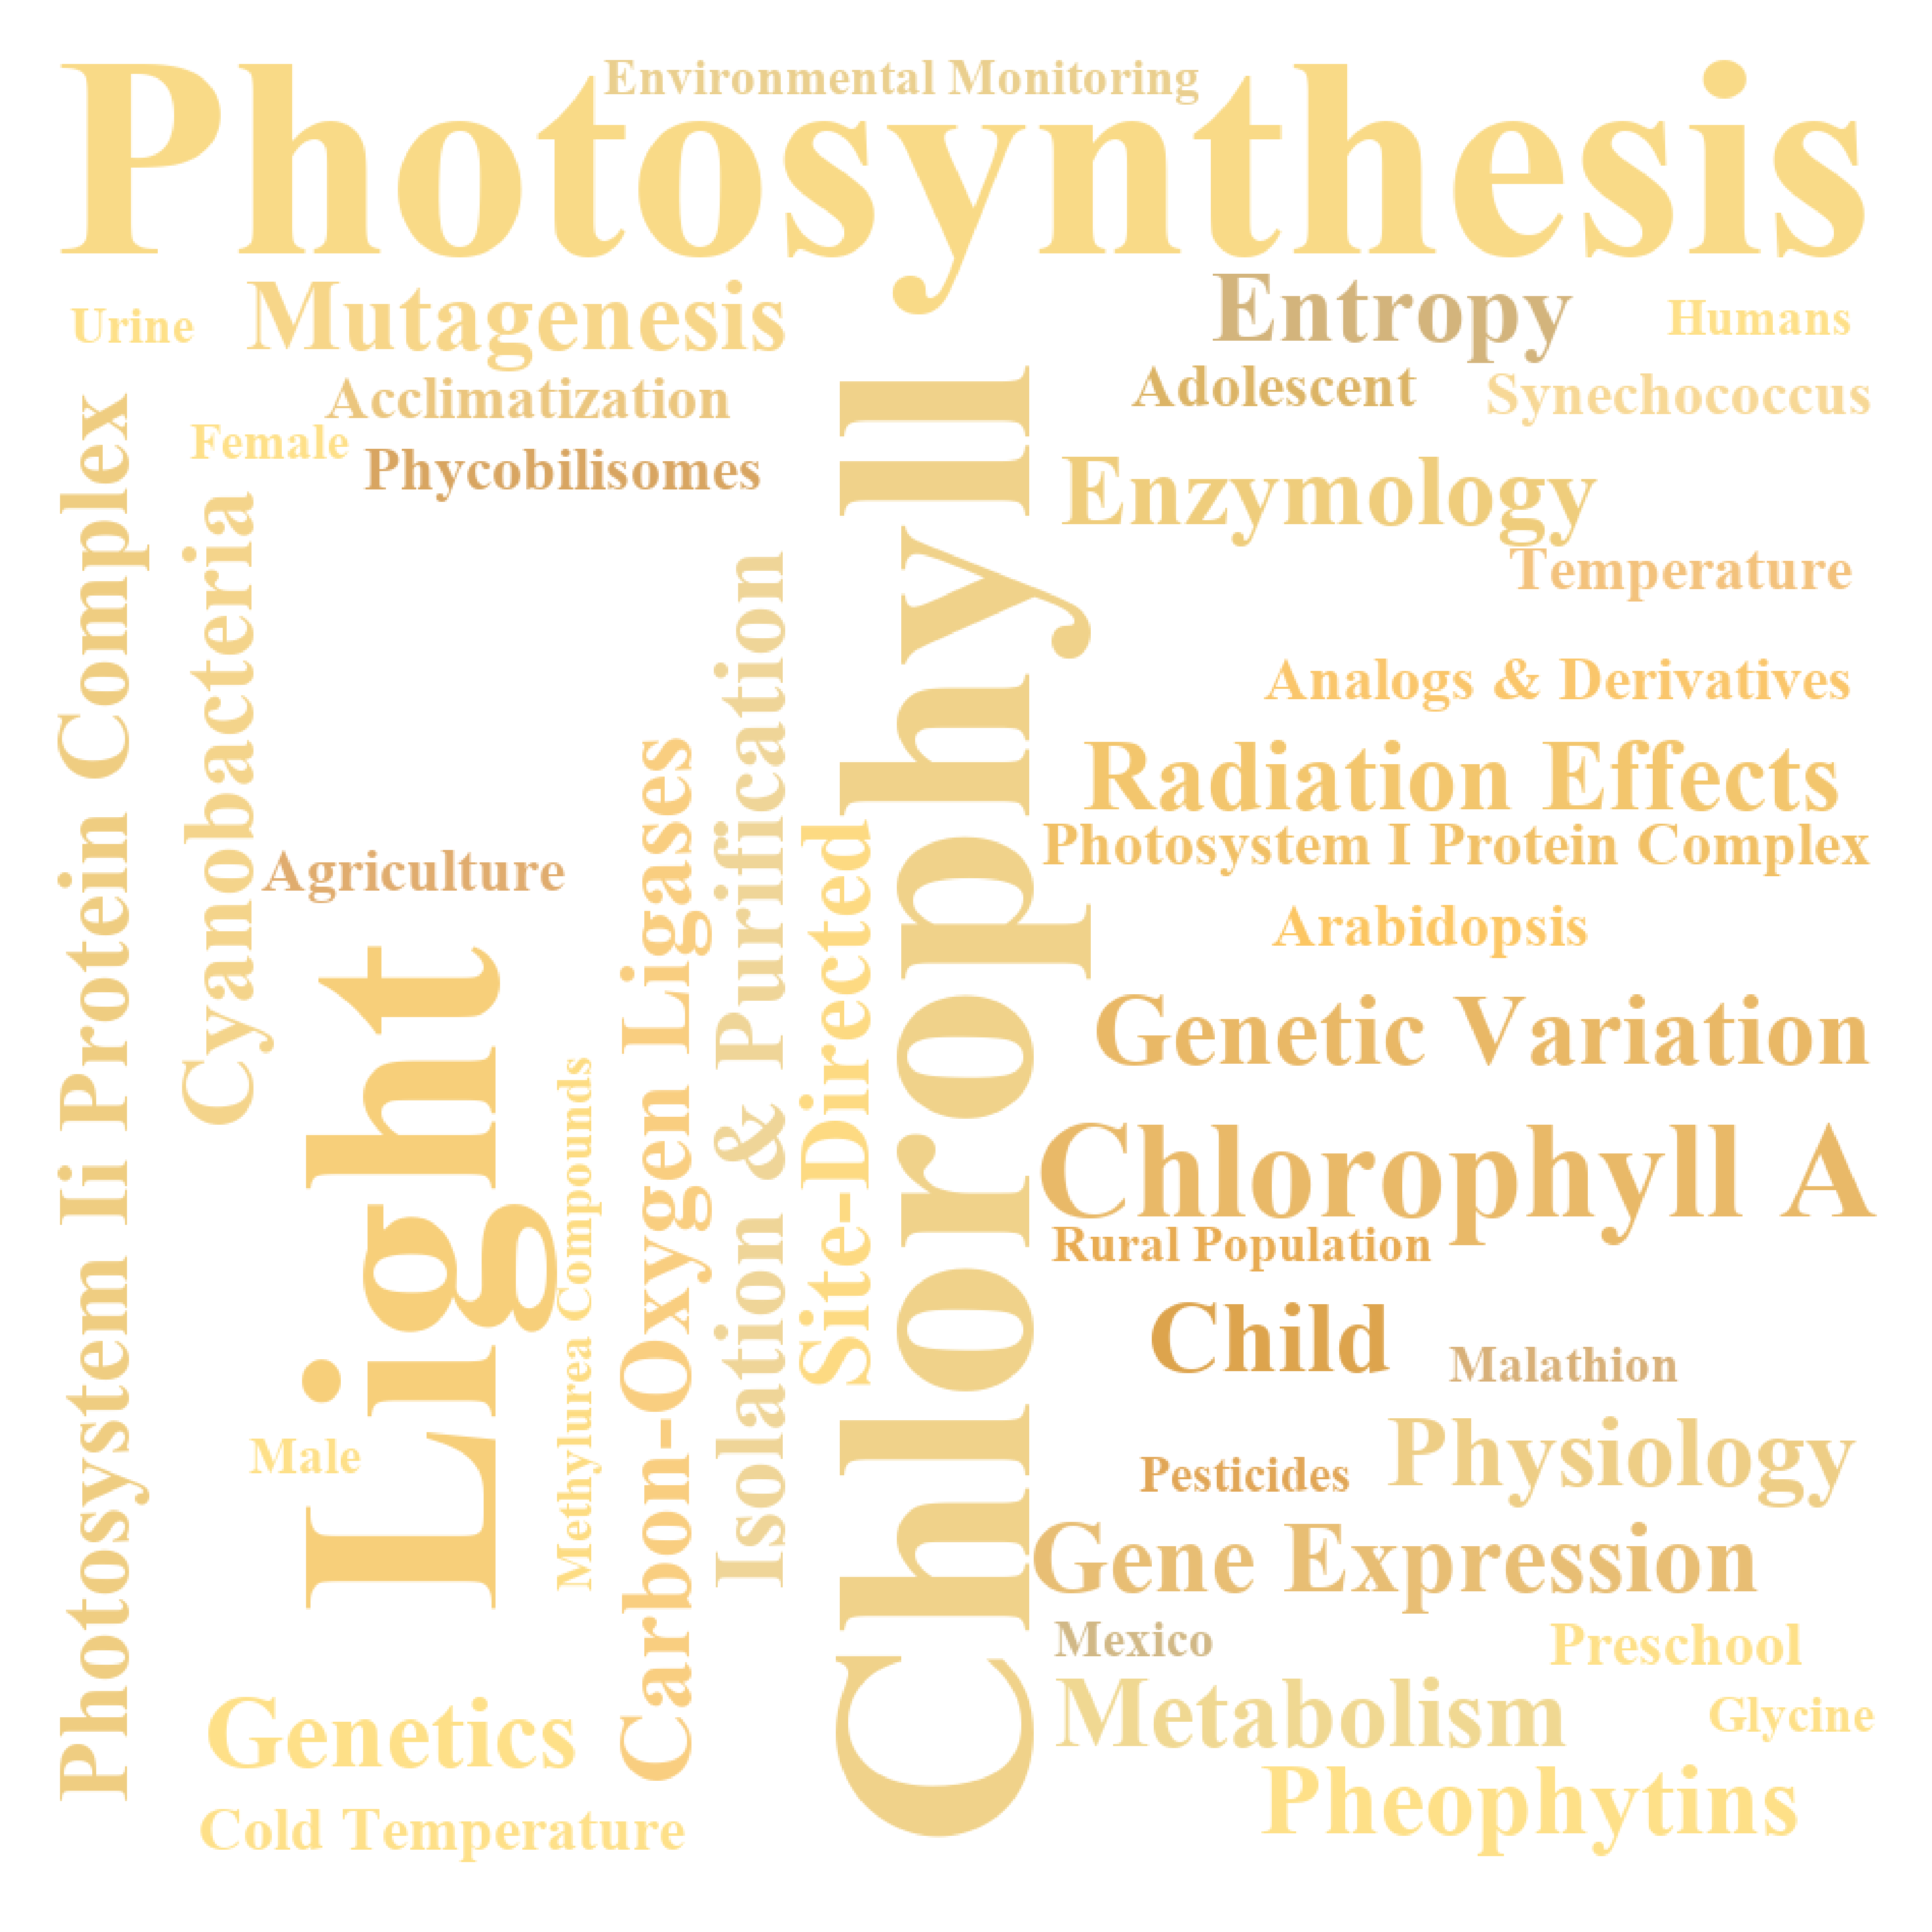 Environmental Monitoring
Photosynthesis
Urine
Mutagenesis
Entropy
Humans
Acclimatization
Adolescent
Synechococcus
Female
Phycobilisomes
Enzymology
Temperature
Photosystem Ii Protein Complex
Cyanobacteria
Agriculture
Light
Male
Methylurea Compounds
Carbon-Oxygen Ligases
Isolation & Purification
Site-Directed
Chlorophyll
Analogs & Derivatives
Radiation Effects
Photosystem I Protein Complex
Arabidopsis
Genetic Variation
Chlorophyll A
Rural Population
Child
Malathion
Physiology
Pesticides
Gene Expression
Mexico
Preschool
Metabolism
Glycine
Genetics
Pheophytins
Cold Temperature